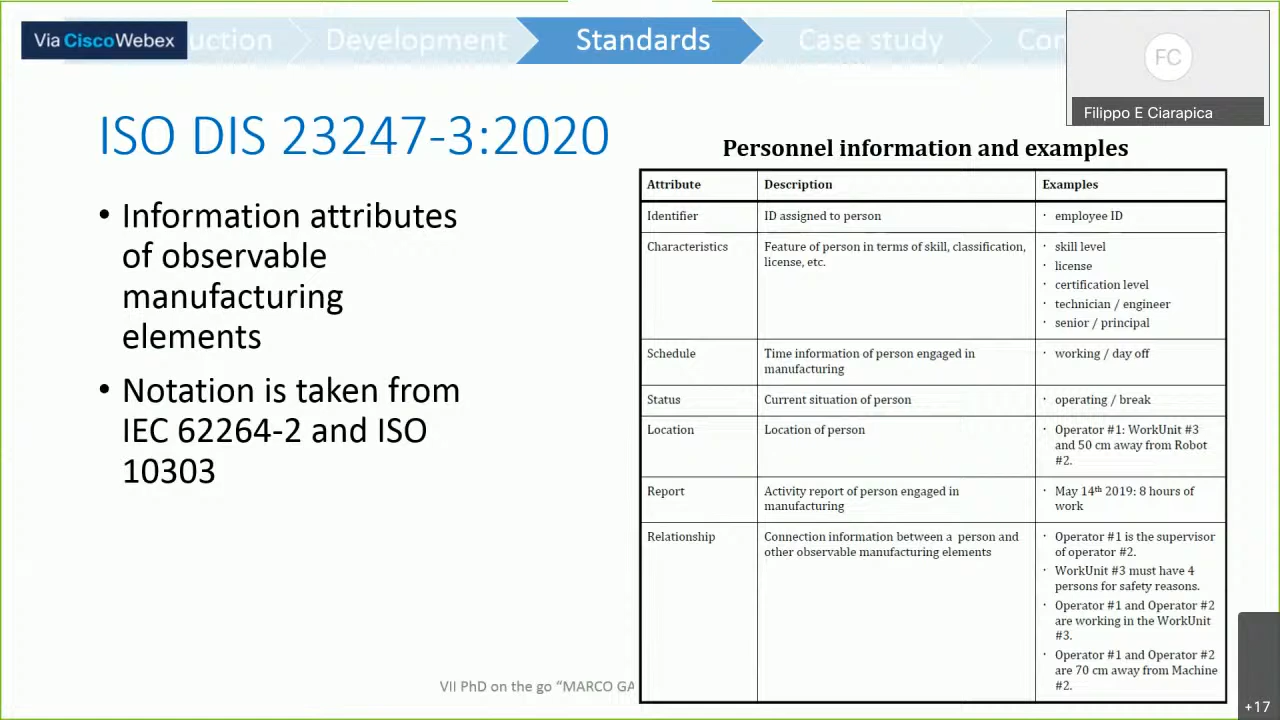 Via Cisco Webex
uction
Development
Standards
Case study
Co
FC
Filippo E Ciarapica
ISO DIS 23247-3:2020
• Information attributes
of observable
manufacturing
elements
• Notation is taken from
IEC 62264-2 and ISO
10303
Personnel information and examples
Attribute Description Examples
Identifier ID assigned to person · employee ID
Characteristics Feature of person in terms of skill, classification, · skill level
license, etc. · license
· certification level
· technician / engineer
· senior / principal
Schedule Time information of person engaged in · working / day off
manufacturing
Status Current situation of person · operating / break
Location Location of person · Operator #1: WorkUnit #3
and 50 cm away from Robot
#2.
Report Activity report of person engaged in · May 14th 2019: 8 hours of
manufacturing work
Relationship Connection information between a person and · Operator #1 is the supervisor
other observable manufacturing elements of operator #2.
· WorkUnit #3 must have 4
persons for safety reasons.
· Operator #1 and Operator #2
are working in the WorkUnit
#3.
· Operator #1 and Operator #2
are 70 cm away from Machine
#2.
VII PhD on the go “MARCO GA
+17